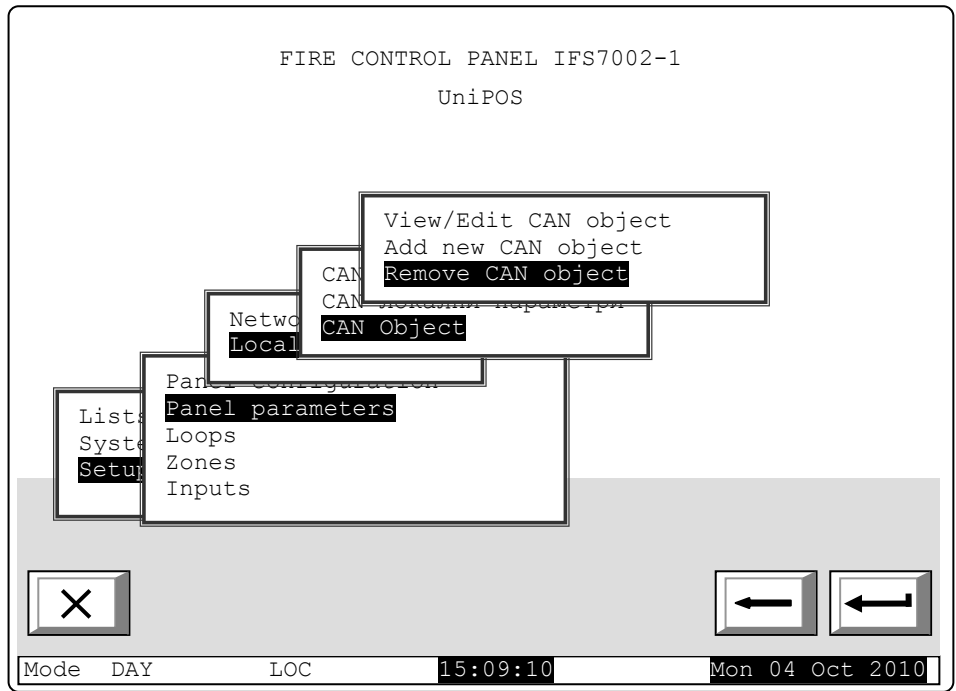 FIRE CONTROL PANEL IFS7002-1
UniPOS
View/Edit CAN object
Add new CAN object
Remove CAN object
CAN
CAN локални параметри
CAN Object
Netwo
Local
Panel Configuration
Panel parameters
Loops
Zones
Inputs
Lists
Syste
Setup
Mode DAY LOC 15:09:10 Mon 04 Oct 2010